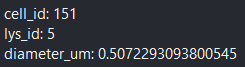 cell_id: 151
lys_id: 5
diameter_um: 0.5072293093800545